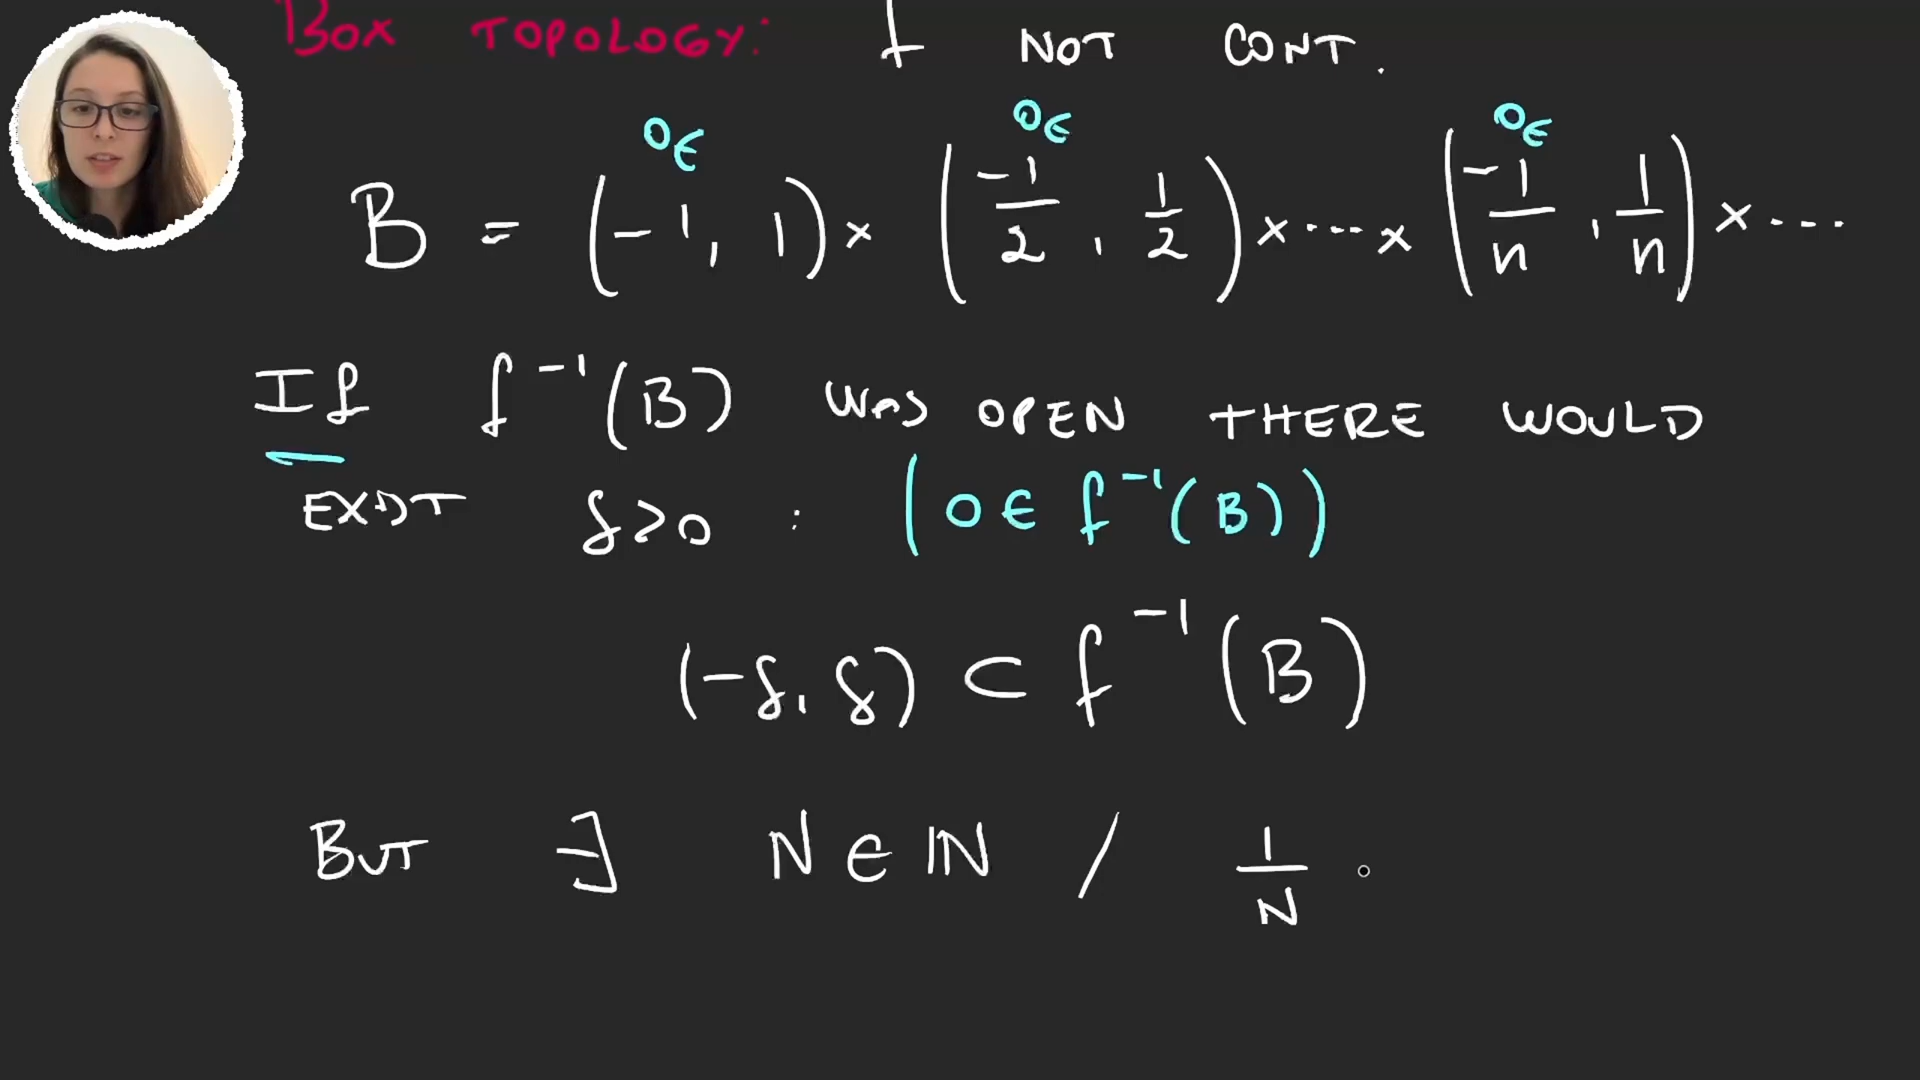 BOX TOPOLOGY: f NOT CONT.
0∈ 0∈ 0∈
B = (-1, 1) × (-1/2, 1/2) × ... × (-1/n, 1/n) × ...
If f⁻¹(B) WAS OPEN THERE WOULD
EXIST δ>0 : (0 ∈ f⁻¹(B))
(-δ, δ) ⊂ f⁻¹(B)
BUT ∃ N ∈ ℕ / 1/N